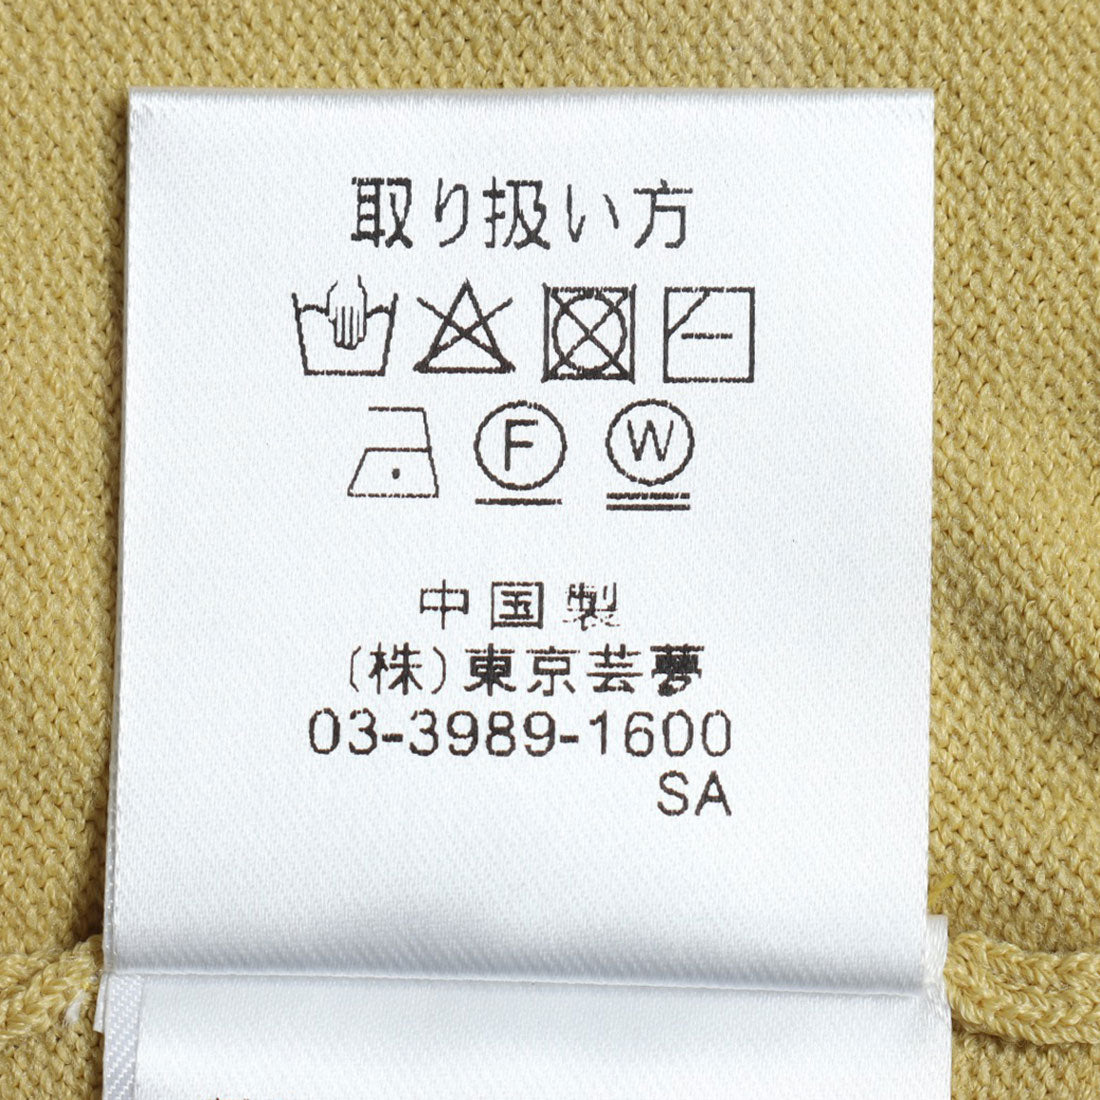 取り扱い方
F W
中国製
(株)東京芸夢
03-3989-1600
SA